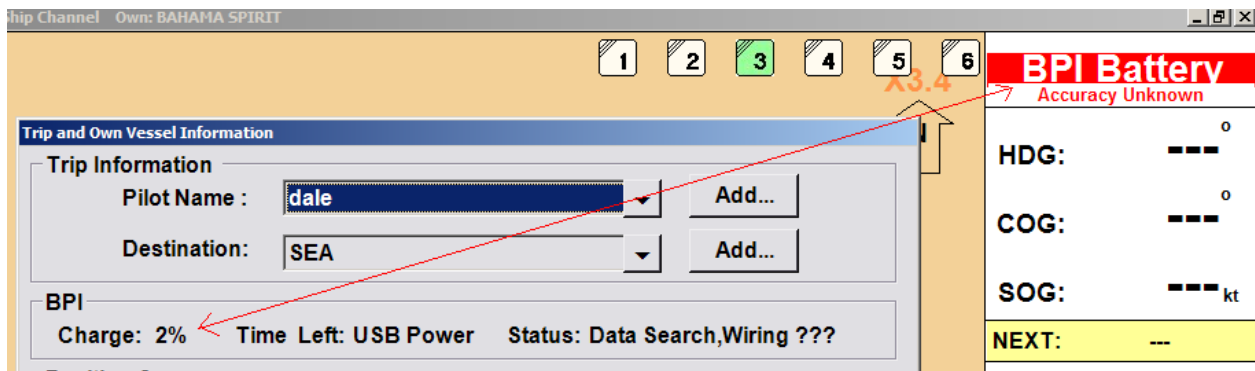 hip Channel Own: BAHAMA SPIRIT
1 2 3 4 5 6
X3.4
BPI Battery
Accuracy Unknown
Trip and Own Vessel Information
Trip Information
Pilot Name : dale Add...
Destination: SEA Add...
BPI
Charge: 2% Time Left: USB Power Status: Data Search,Wiring ???
HDG: --- °
COG: --- °
SOG: --- kt
NEXT: ---